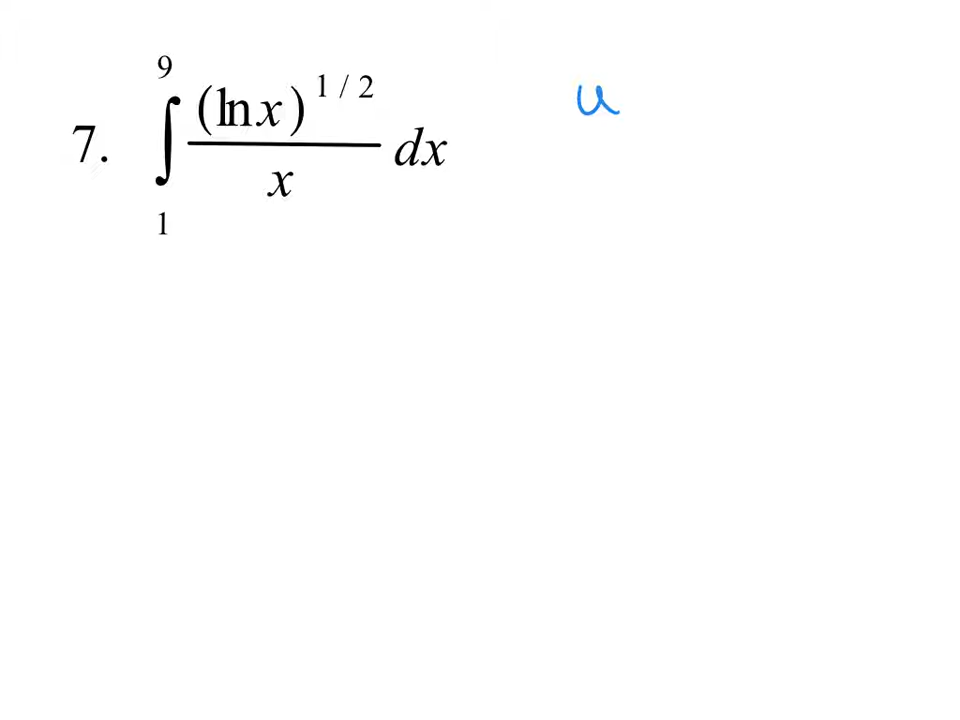 7. ∫₁⁹ (ln x)^{1/2} / x dx
u